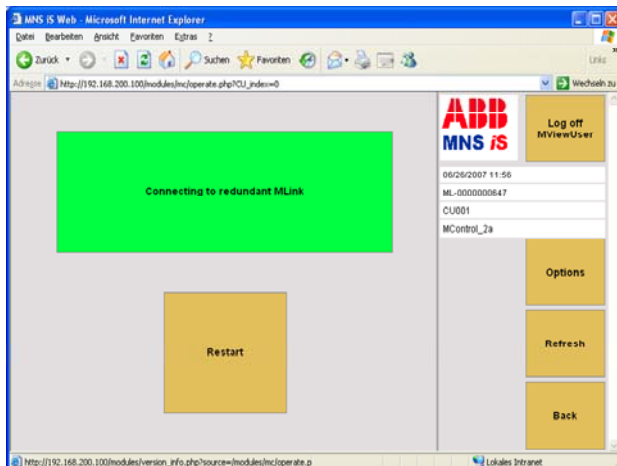 MNS iS Web - Microsoft Internet Explorer
Datei Bearbeiten Ansicht Favoriten Extras ?
Zurück Suchen Favoriten Links
Adresse http://192.168.200.100/modules/mc/operate.php?CU_index=0 Wechseln zu
Connecting to redundant MLink
Restart
ABB
MNS iS
Log off
MViewUser
06/26/2007 11:56
ML-0000000647
CU001
MControl_2a
Options
Refresh
Back
http://192.168.200.100/modules/version_info.php?source=/modules/mc/operate.p Lokales Intranet